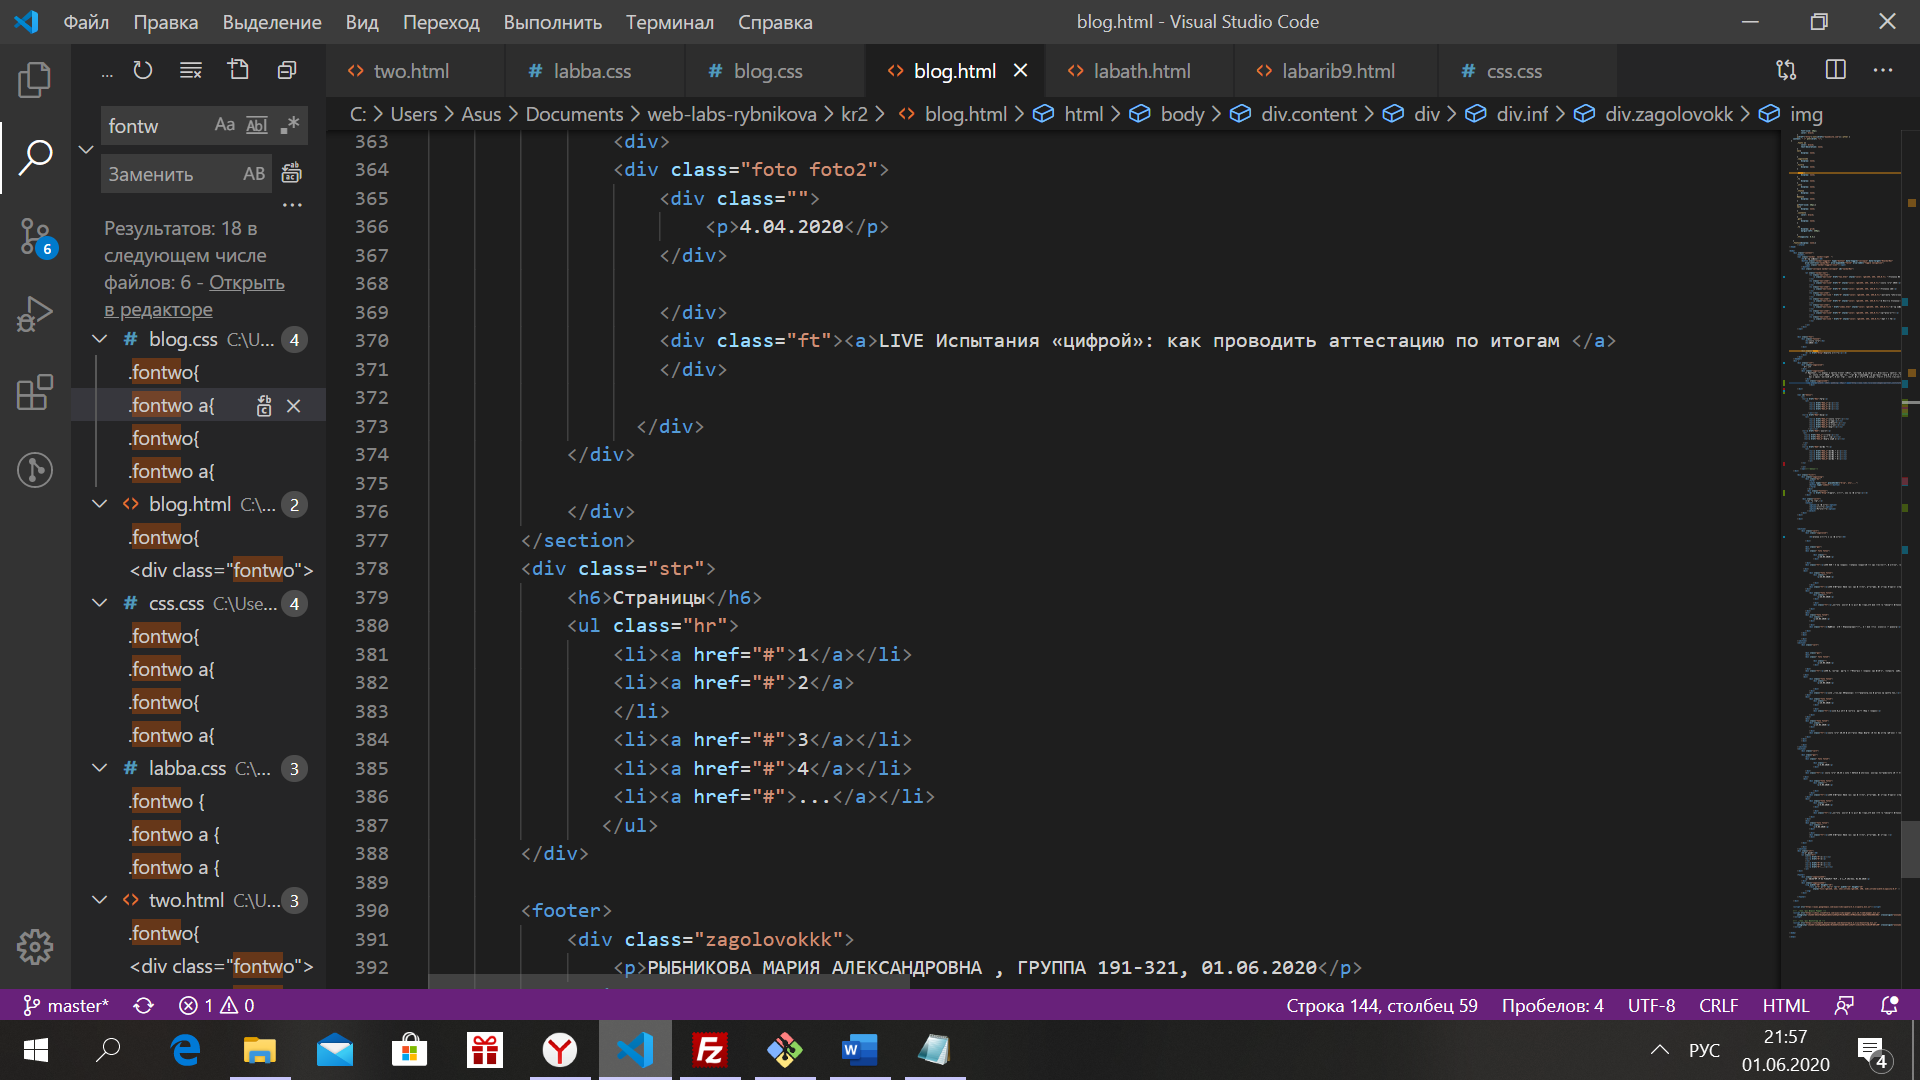 Файл Правка Выделение Вид Переход Выполнить Терминал Справка
blog.html - Visual Studio Code
two.html labba.css blog.css blog.html labath.html labarib9.html css.css
C: > Users > Asus > Documents > web-labs-rybnikova > kr2 > blog.html > html > body > div.content > div > div.inf > div.zagolovokk > img
fontw Aa Abl
Заменить AB
Результатов: 18 в
следующем числе
файлов: 6 - Открыть
в редакторе
blog.css C:\U... 4
.fontwo{
.fontwo a{
.fontwo{
.fontwo a{
blog.html C:\... 2
.fontwo{
<div class="fontwo">
css.css C:\Use... 4
.fontwo{
.fontwo a{
.fontwo{
.fontwo a{
labba.css C:\... 3
.fontwo {
.fontwo a {
.fontwo a {
two.html C:\U... 3
.fontwo{
<div class="fontwo">
363 <div>
364 <div class="foto foto2">
365 <div class="">
366 <p>4.04.2020</p>
367 </div>
368
369 </div>
370 <div class="ft"><a>LIVE Испытания «цифрой»: как проводить аттестацию по итогам </a>
371 </div>
372
373 </div>
374 </div>
375
376 </div>
377 </section>
378 <div class="str">
379 <h6>Страницы</h6>
380 <ul class="hr">
381 <li><a href="#">1</a></li>
382 <li><a href="#">2</a>
383 </li>
384 <li><a href="#">3</a></li>
385 <li><a href="#">4</a></li>
386 <li><a href="#">...</a></li>
387 </ul>
388 </div>
389
390 <footer>
391 <div class="zagolovokkk">
392 <p>РЫБНИКОВА МАРИЯ АЛЕКСАНДРОВНА , ГРУППА 191-321, 01.06.2020</p>
6
master* 1 0
Строка 144, столбец 59 Пробелов: 4 UTF-8 CRLF HTML
РУС
21:57
01.06.2020
4